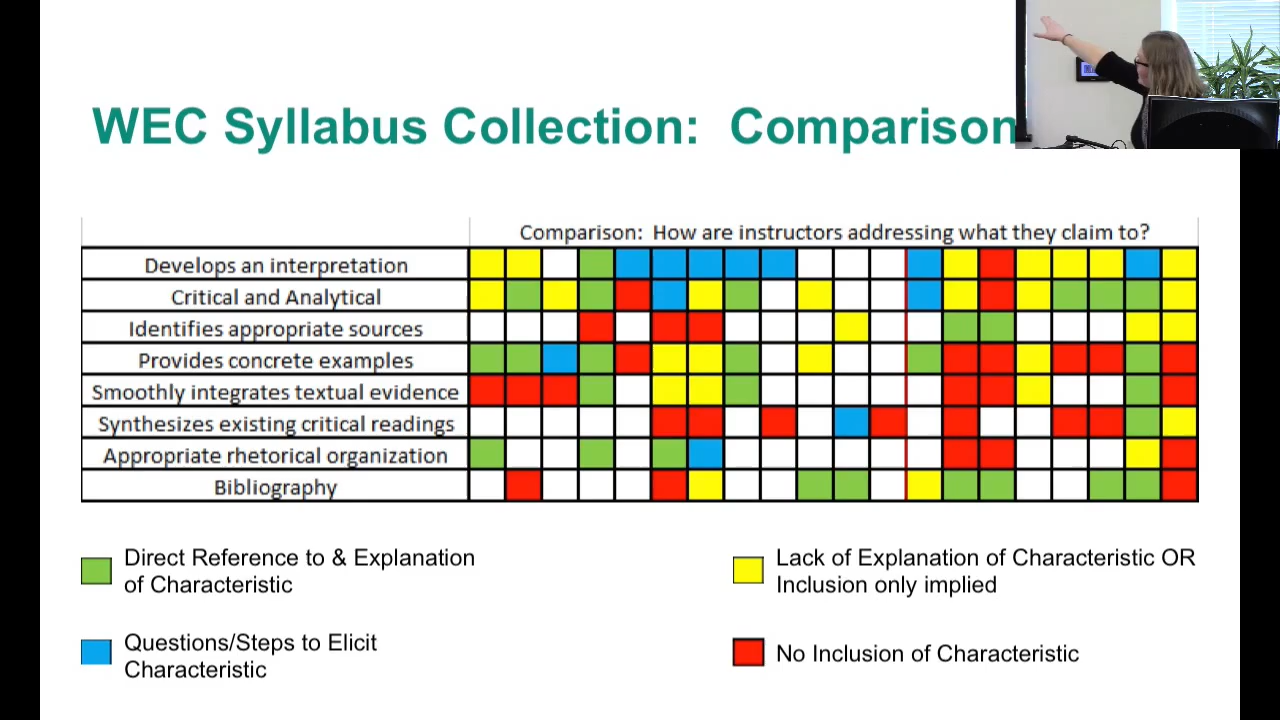 WEC Syllabus Collection:  Comparison
Comparison:  How are instructors addressing what they claim to?
Develops an interpretation
Critical and Analytical
Identifies appropriate sources
Provides concrete examples
Smoothly integrates textual evidence
Synthesizes existing critical readings
Appropriate rhetorical organization
Bibliography
Direct Reference to & Explanation
of Characteristic
Questions/Steps to Elicit
Characteristic
Lack of Explanation of Characteristic OR
Inclusion only implied
No Inclusion of Characteristic